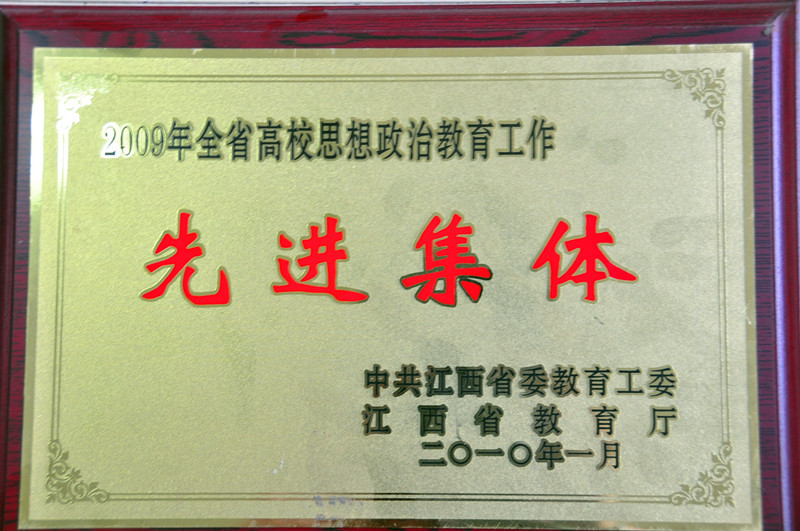 2009年全省高校思想政治教育工作
先进集体
中共江西省委教育工委
江西省教育厅
二〇一〇年一月